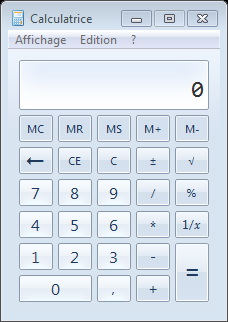 Calculatrice
Affichage Edition ?
0
MC MR MS M+ M-
← CE C ± √
7 8 9 / %
4 5 6 * 1/x
1 2 3 - =
0 , +